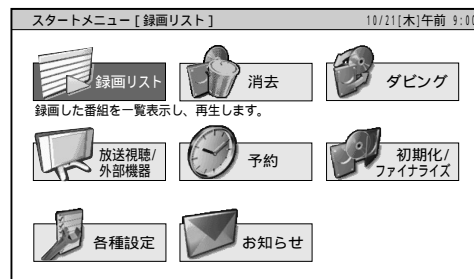 スタートメニュー [ 録画リスト ] 10/21[木]午前 9:00
録画リスト 消去 ダビング
録画した番組を一覧表示し、再生します。
放送視聴/ 予約 初期化/
外部機器 ファイナライズ
各種設定 お知らせ